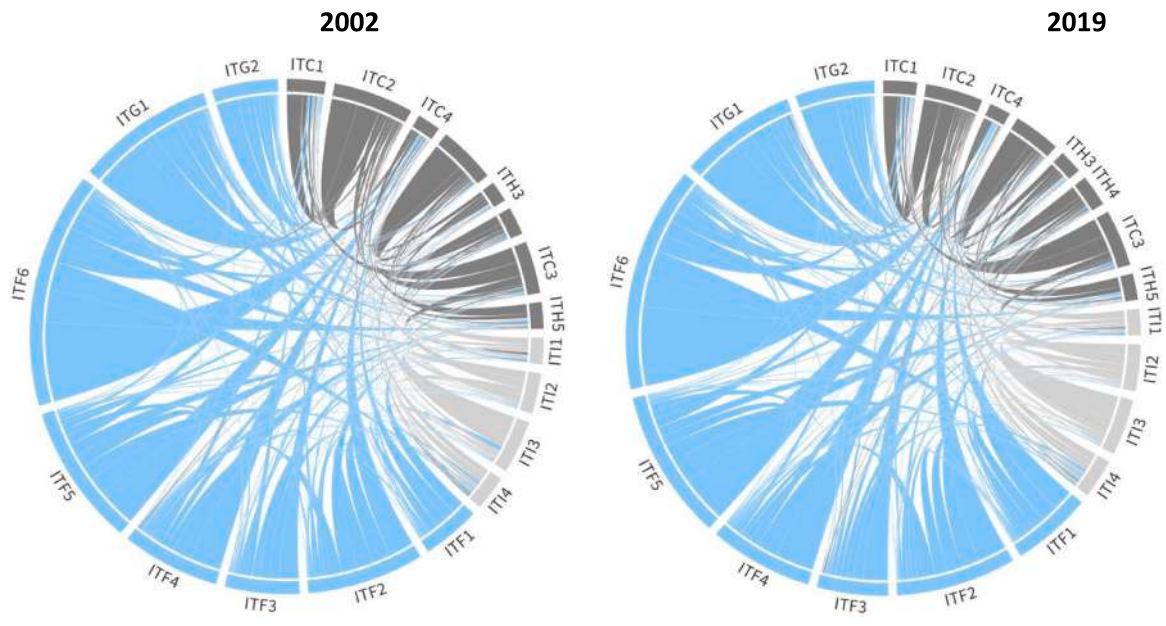 2002
ITG2
ITC1
ITC2
ITC4
ITH3
ITC3
ITH5
ITI1
ITI2
ITI3
ITI4
ITF1
ITF2
ITF3
ITF4
ITF5
ITF6
ITG1
2019
ITG2
ITC1
ITC2
ITC4
ITH3
ITH4
ITC3
ITH5
ITI1
ITI2
ITI3
ITI4
ITF1
ITF2
ITF3
ITF4
ITF5
ITF6
ITG1